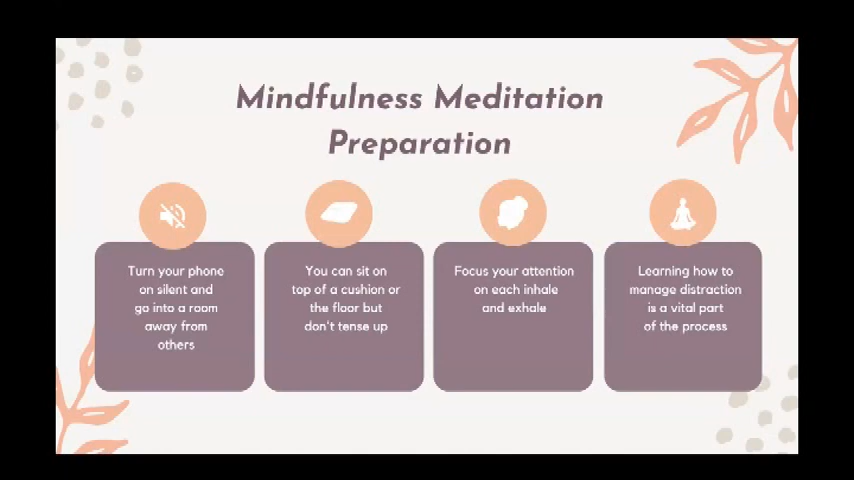 Mindfulness Meditation
Preparation
Turn your phone
on silent and
go into a room
away from
others
You can sit on
top of a cushion or
the floor but
don't tense up
Focus your attention
on each inhale
and exhale
Learning how to
manage distraction
is a vital part
of the process